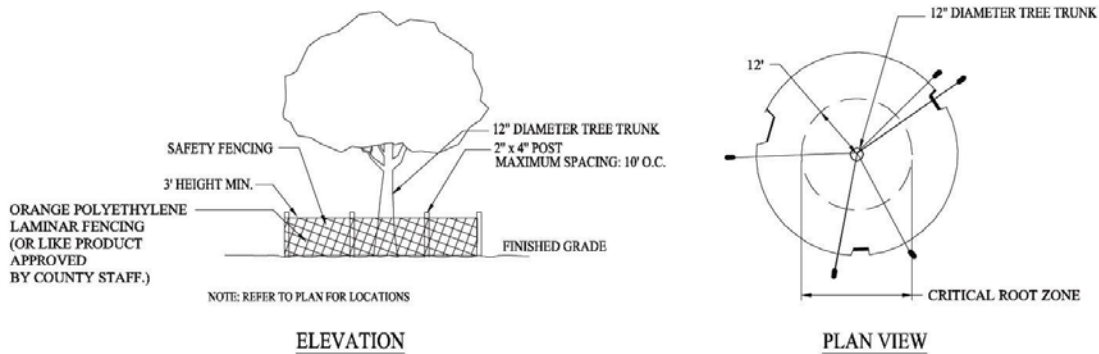 SAFETY FENCING
3' HEIGHT MIN.
ORANGE POLYETHYLENE
LAMINAR FENCING
(OR LIKE PRODUCT
APPROVED
BY COUNTY STAFF.)
12" DIAMETER TREE TRUNK
2" x 4" POST
MAXIMUM SPACING: 10' O.C.
FINISHED GRADE
NOTE: REFER TO PLAN FOR LOCATIONS
ELEVATION
12" DIAMETER TREE TRUNK
12'
CRITICAL ROOT ZONE
PLAN VIEW